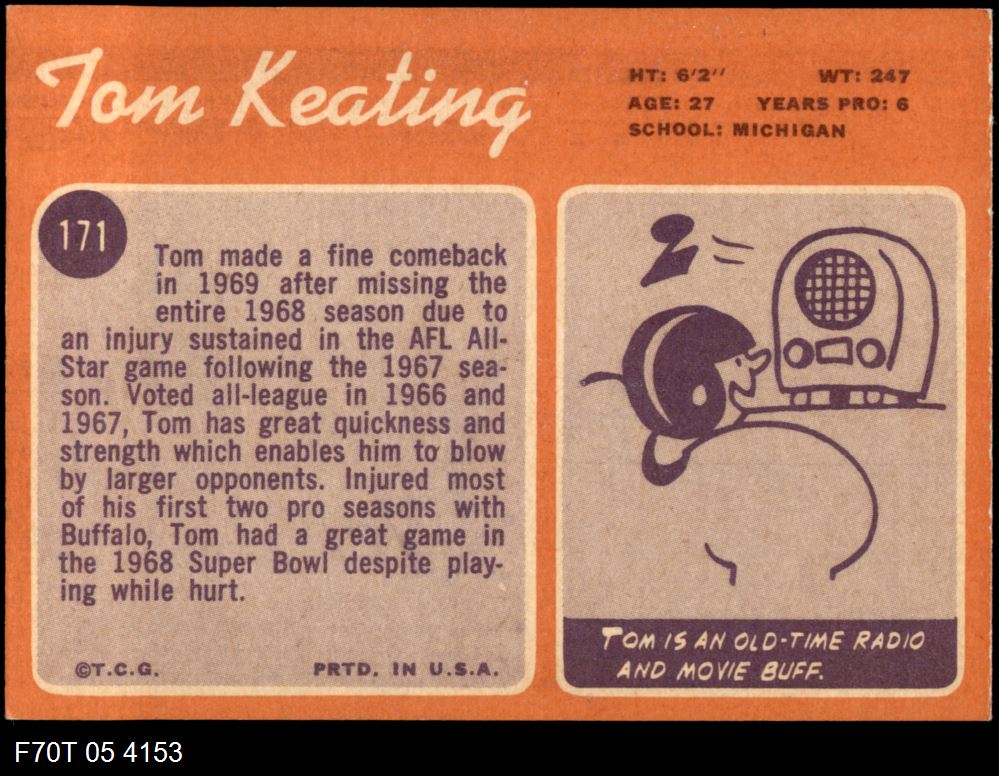 Tom Keating
HT: 6'2" WT: 247
AGE: 27 YEARS PRO: 6
SCHOOL: MICHIGAN
171
Tom made a fine comeback
in 1969 after missing the
entire 1968 season due to
an injury sustained in the AFL All-
Star game following the 1967 sea-
son. Voted all-league in 1966 and
1967, Tom has great quickness and
strength which enables him to blow
by larger opponents. Injured most
of his first two pro seasons with
Buffalo, Tom had a great game in
the 1968 Super Bowl despite play-
ing while hurt.
©T.C.G. PRTD. IN U.S.A.
TOM IS AN OLD-TIME RADIO
AND MOVIE BUFF.
F70T 05 4153